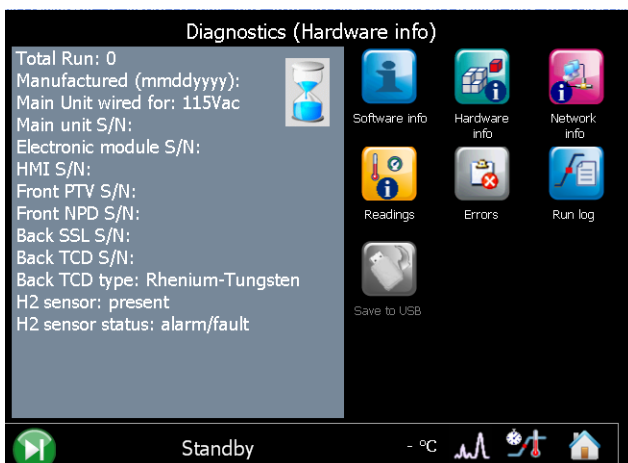 Diagnostics (Hardware info)
Total Run: 0
Manufactured (mmddyyyy):
Main Unit wired for: 115Vac
Main unit S/N:
Electronic module S/N:
HMI S/N:
Front PTV S/N:
Front NPD S/N:
Back SSL S/N:
Back TCD S/N:
Back TCD type: Rhenium-Tungsten
H2 sensor: present
H2 sensor status: alarm/fault
Software info
Hardware
info
Network
info
Readings
Errors
Run log
Save to USB
Standby
- °C